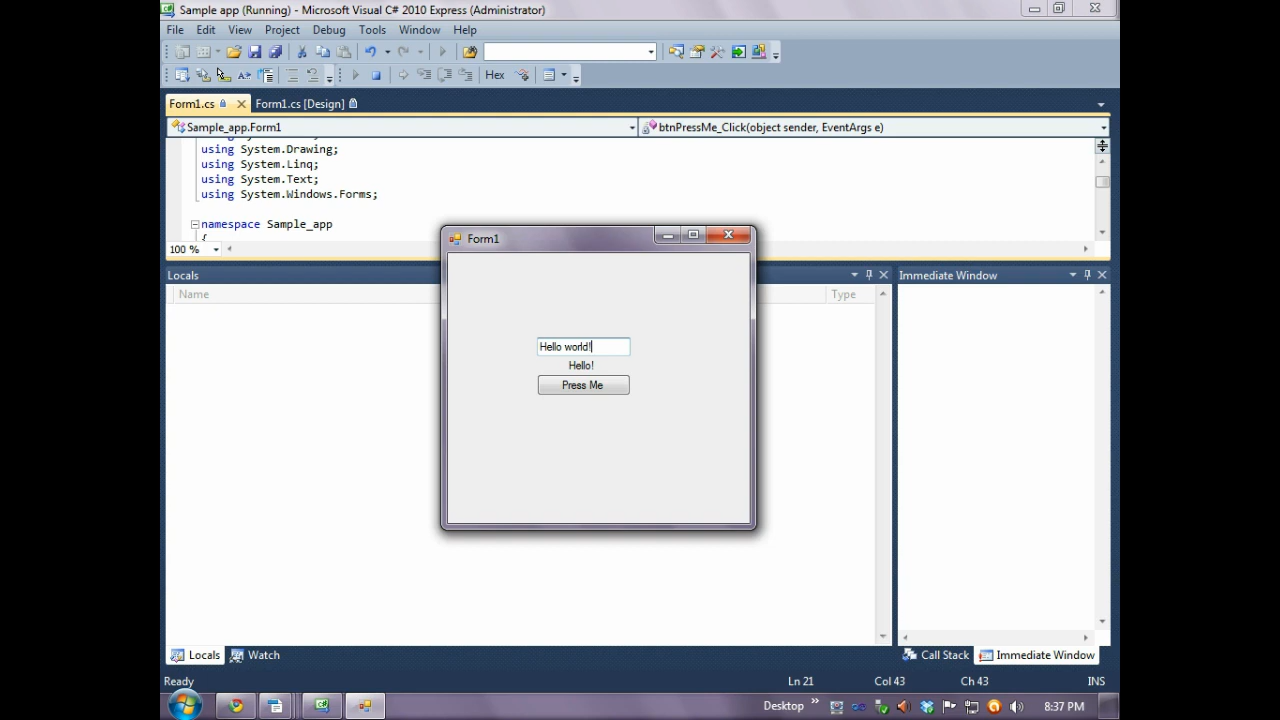 Sample app (Running) - Microsoft Visual C# 2010 Express (Administrator)
File Edit View Project Debug Tools Window Help
Hex
Form1.cs Form1.cs [Design]
Sample_app.Form1 btnPressMe_Click(object sender, EventArgs e)
using System.Drawing;
using System.Linq;
using System.Text;
using System.Windows.Forms;
namespace Sample_app
{
100 %
Form1
Locals Immediate Window
Name Type
Hello world!
Hello!
Press Me
Locals Watch Call Stack Immediate Window
Ready Ln 21 Col 43 Ch 43 INS
Desktop 8:37 PM